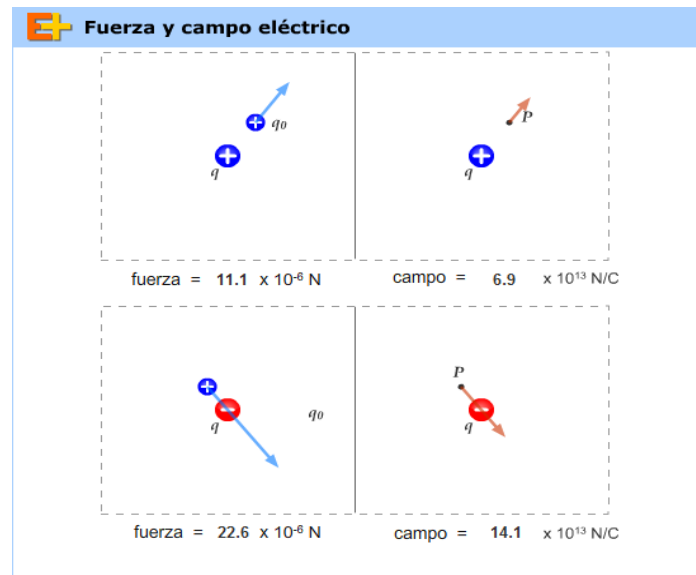 E+ Fuerza y campo eléctrico
+ q₀ P
+ q + q
fuerza = 11.1 x 10⁻⁶ N campo = 6.9 x 10¹³ N/C
P
+ q₀
− q − q
fuerza = 22.6 x 10⁻⁶ N campo = 14.1 x 10¹³ N/C